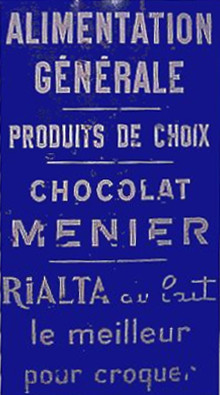 ALIMENTATION
GÉNÉRALE
PRODUITS DE CHOIX
CHOCOLAT
MENIER
RiALTA au lait
le meilleur
pour croquer